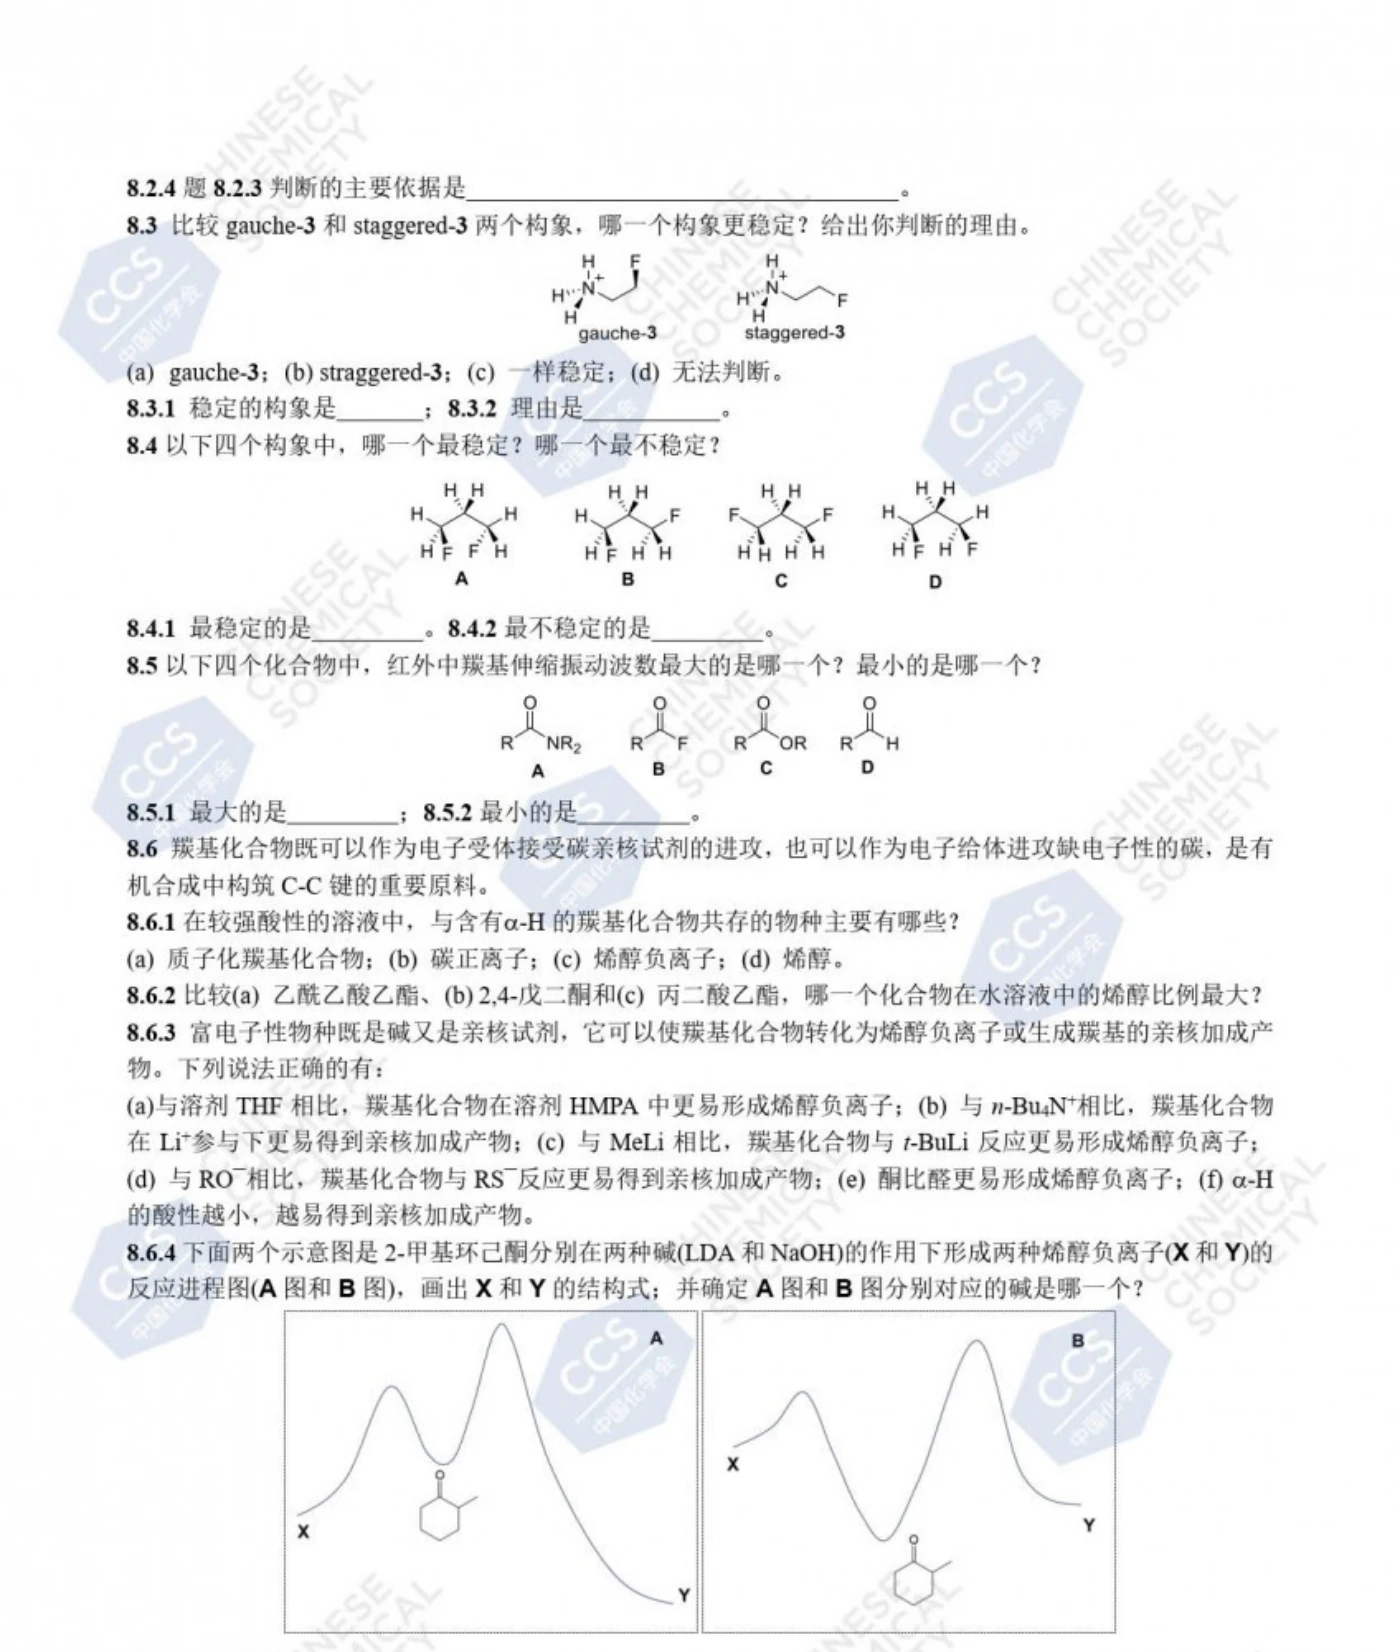 8.2.4 题 8.2.3 判断的主要依据是____________________。
8.3 比较 gauche-3 和 staggered-3 两个构象，哪一个构象更稳定？给出你判断的理由。
H F H
H N + H N + F
H H
gauche-3 staggered-3
(a) gauche-3；(b) straggered-3；(c) 一样稳定；(d) 无法判断。
8.3.1 稳定的构象是_______；8.3.2 理由是___________。
8.4 以下四个构象中，哪一个最稳定？哪一个最不稳定？
H H H H H H H H
H H H F F F H H
H F F H H F H H H H H H H F H F
A B C D
8.4.1 最稳定的是_________。8.4.2 最不稳定的是_________。
8.5 以下四个化合物中，红外中羰基伸缩振动波数最大的是哪一个？最小的是哪一个？
O O O O
R NR2 R F R OR R H
A B C D
8.5.1 最大的是_________；8.5.2 最小的是_________。
8.6 羰基化合物既可以作为电子受体接受碳亲核试剂的进攻，也可以作为电子给体进攻缺电子性的碳，是有
机合成中构筑 C-C 键的重要原料。
8.6.1 在较强酸性的溶液中，与含有α-H 的羰基化合物共存的物种主要有哪些？
(a) 质子化羰基化合物；(b) 碳正离子；(c) 烯醇负离子；(d) 烯醇。
8.6.2 比较(a) 乙酰乙酸乙酯、(b) 2,4-戊二酮和(c) 丙二酸乙酯，哪一个化合物在水溶液中的烯醇比例最大？
8.6.3 富电子性物种既是碱又是亲核试剂，它可以使羰基化合物转化为烯醇负离子或生成羰基的亲核加成产
物。下列说法正确的有：
(a)与溶剂 THF 相比，羰基化合物在溶剂 HMPA 中更易形成烯醇负离子；(b) 与 n-Bu4N+相比，羰基化合物
在 Li+参与下更易得到亲核加成产物；(c) 与 MeLi 相比，羰基化合物与 t-BuLi 反应更易形成烯醇负离子；
(d) 与 RO−相比，羰基化合物与 RS−反应更易得到亲核加成产物；(e) 酮比醛更易形成烯醇负离子；(f) α-H
的酸性越小，越易得到亲核加成产物。
8.6.4 下面两个示意图是 2-甲基环己酮分别在两种碱(LDA 和 NaOH)的作用下形成两种烯醇负离子(X 和 Y)的
反应进程图(A 图和 B 图)，画出 X 和 Y 的结构式；并确定 A 图和 B 图分别对应的碱是哪一个？
A B
X O Y
X O Y
CCS
中国化学会
CHINESE
CHEMICAL
SOCIETY